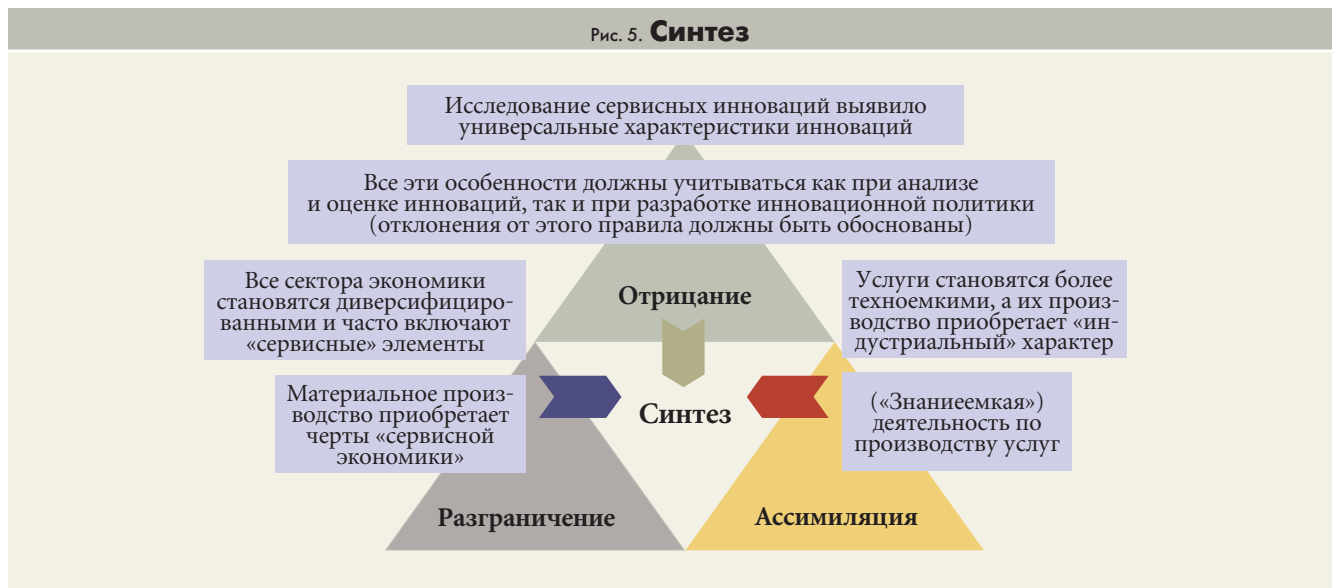 Рис. 5. Синтез
Исследование сервисных инноваций выявило
универсальные характеристики инноваций
Все эти особенности должны учитываться как при анализе
и оценке инноваций, так и при разработке инновационной политики
(отклонения от этого правила должны быть обоснованы)
Все сектора экономики
становятся диверсифициро-
ванными и часто включают
«сервисные» элементы
Отрицание
Услуги становятся более
техноемкими, а их произ-
водство приобретает «ин-
дустриальный» характер
Материальное произ-
водство приобретает
черты «сервисной
экономики»
Синтез
(«Знаниеемкая»)
деятельность по
производству услуг
Разграничение
Ассимиляция